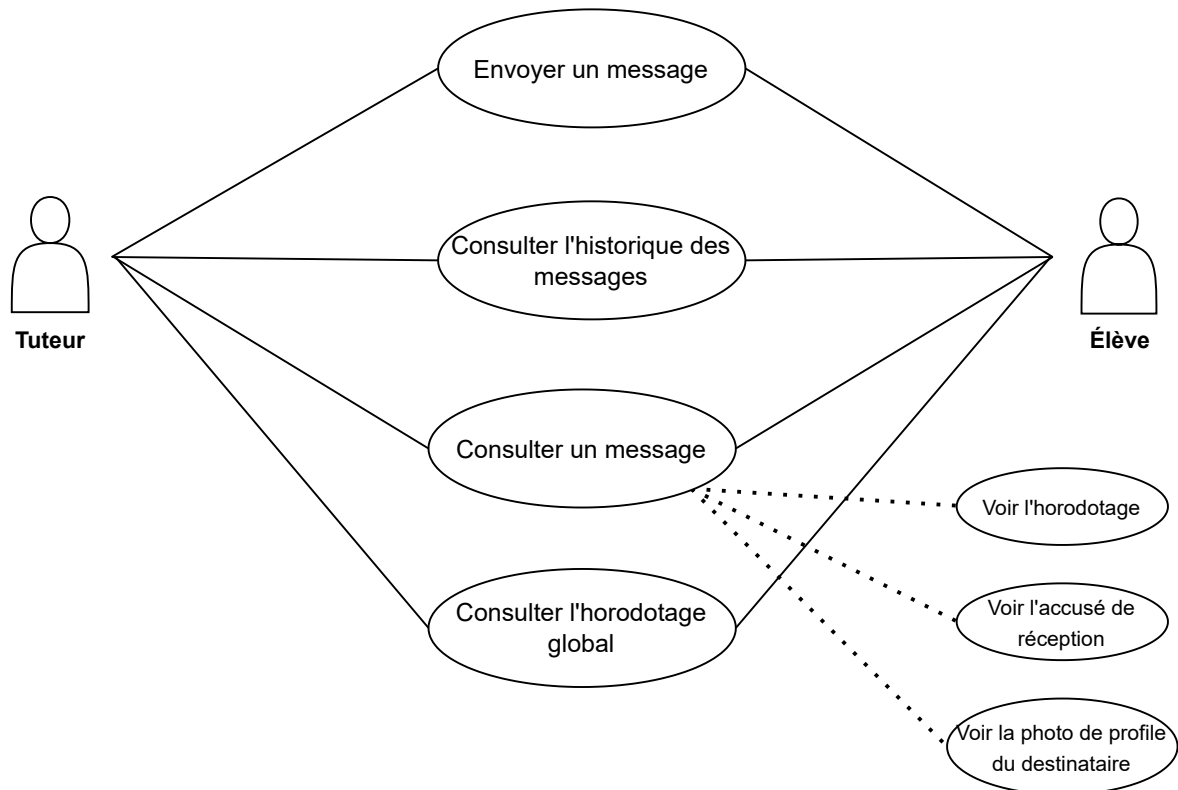 Envoyer un message
Consulter l'historique des
messages
Tuteur
Élève
Consulter un message
Voir l'horodotage
Consulter l'horodotage
global
Voir l'accusé de
réception
Voir la photo de profile
du destinataire